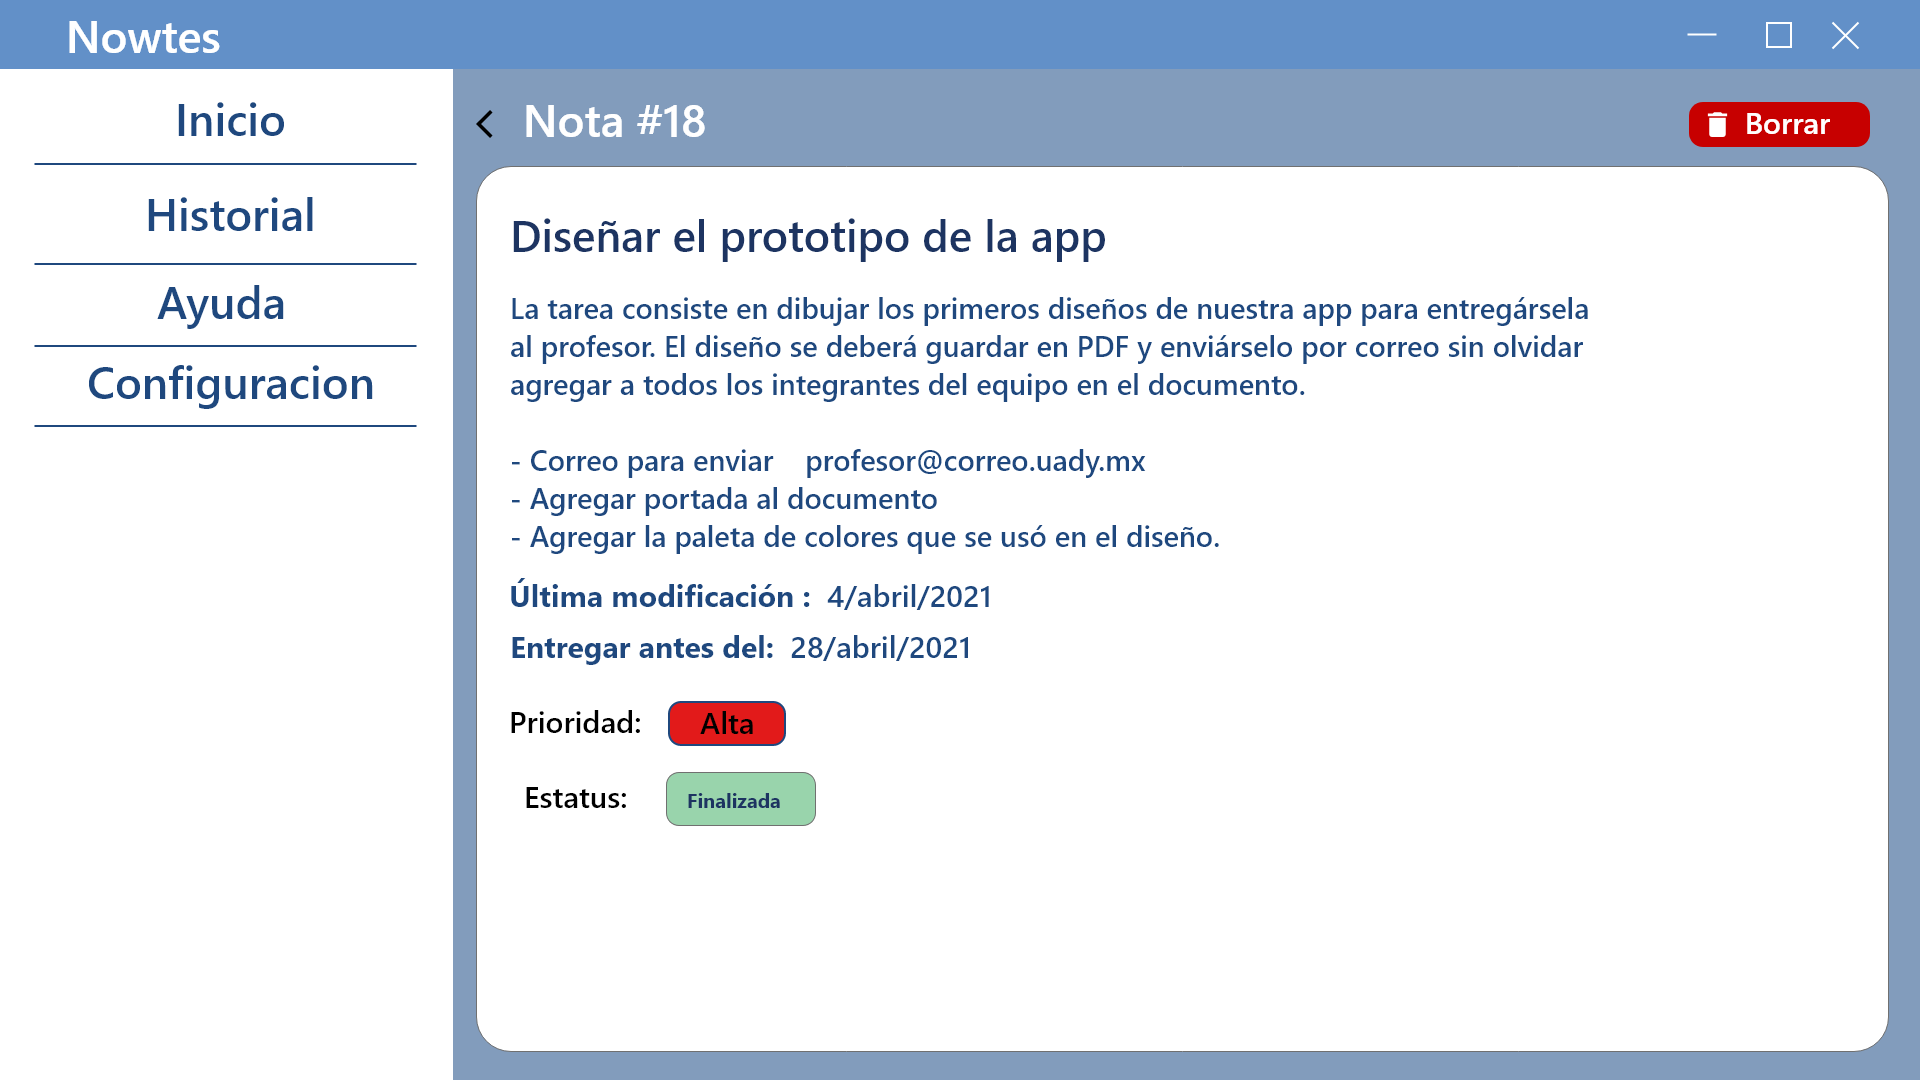 Nowtes
Inicio
Historial
Ayuda
Configuracion
Nota #18
Borrar
Diseñar el prototipo de la app
La tarea consiste en dibujar los primeros diseños de nuestra app para entregársela
al profesor. El diseño se deberá guardar en PDF y enviárselo por correo sin olvidar
agregar a todos los integrantes del equipo en el documento.
- Correo para enviar profesor@correo.uady.mx
- Agregar portada al documento
- Agregar la paleta de colores que se usó en el diseño.
Última modificación : 4/abril/2021
Entregar antes del: 28/abril/2021
Prioridad: Alta
Estatus: Finalizada